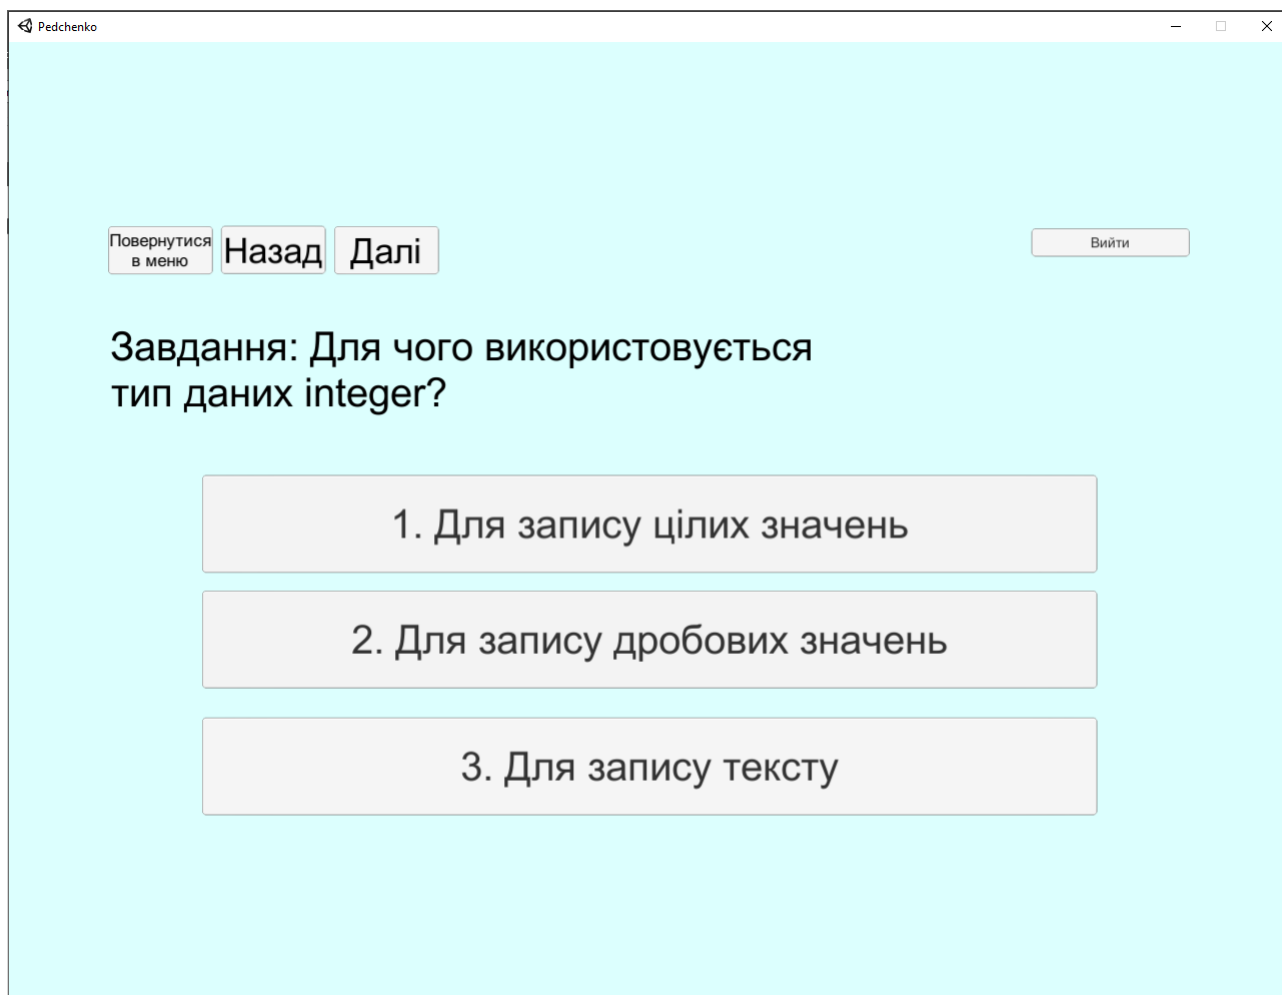 Pedchenko
Повернутися
в меню
Назад
Далі
Вийти
Завдання: Для чого використовується
тип даних integer?
1. Для запису цілих значень
2. Для запису дробових значень
3. Для запису тексту